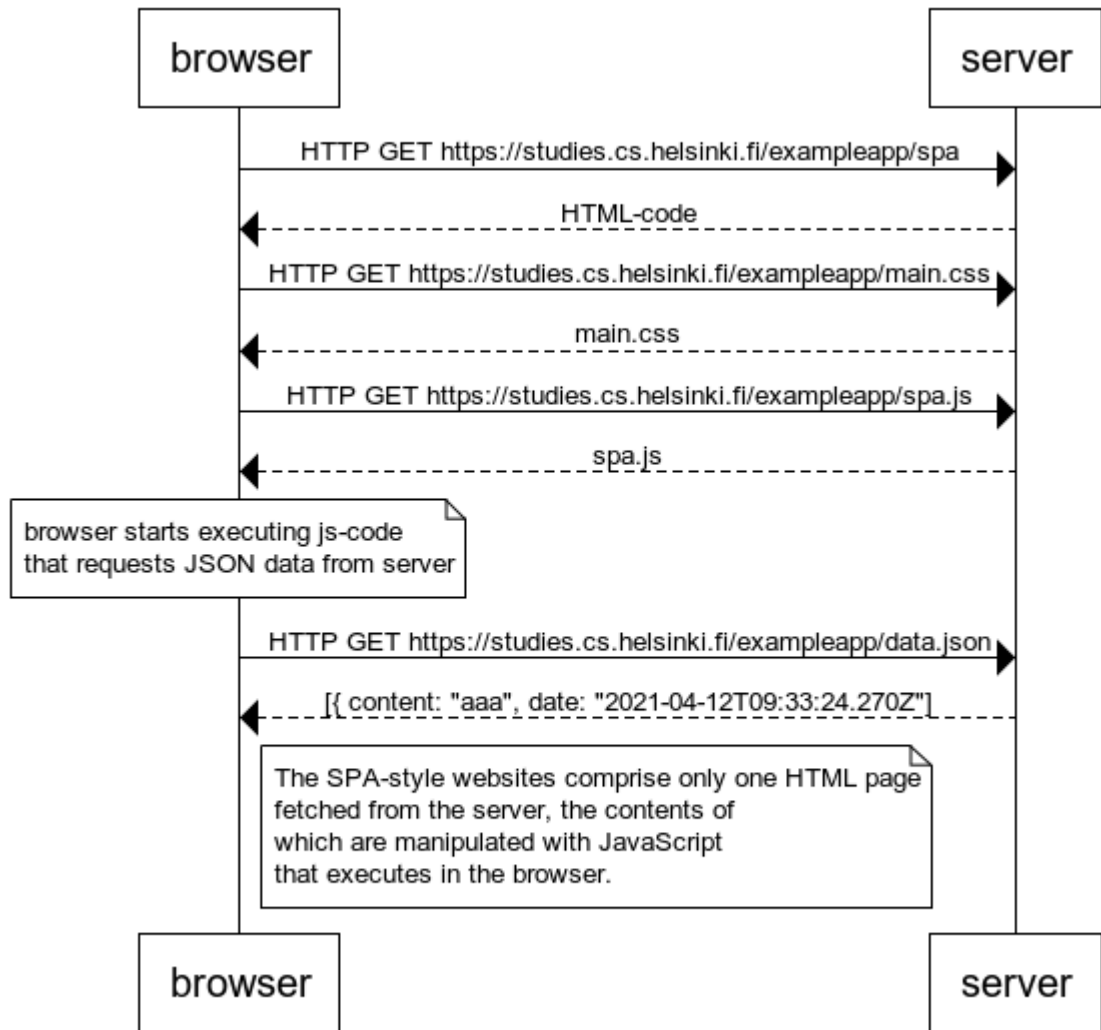 browser
server
HTTP GET https://studies.cs.helsinki.fi/exampleapp/spa
HTML-code
HTTP GET https://studies.cs.helsinki.fi/exampleapp/main.css
main.css
HTTP GET https://studies.cs.helsinki.fi/exampleapp/spa.js
spa.js
browser starts executing js-code
that requests JSON data from server
HTTP GET https://studies.cs.helsinki.fi/exampleapp/data.json
[{ content: "aaa", date: "2021-04-12T09:33:24.270Z"]
The SPA-style websites comprise only one HTML page
fetched from the server, the contents of
which are manipulated with JavaScript
that executes in the browser.
browser
server